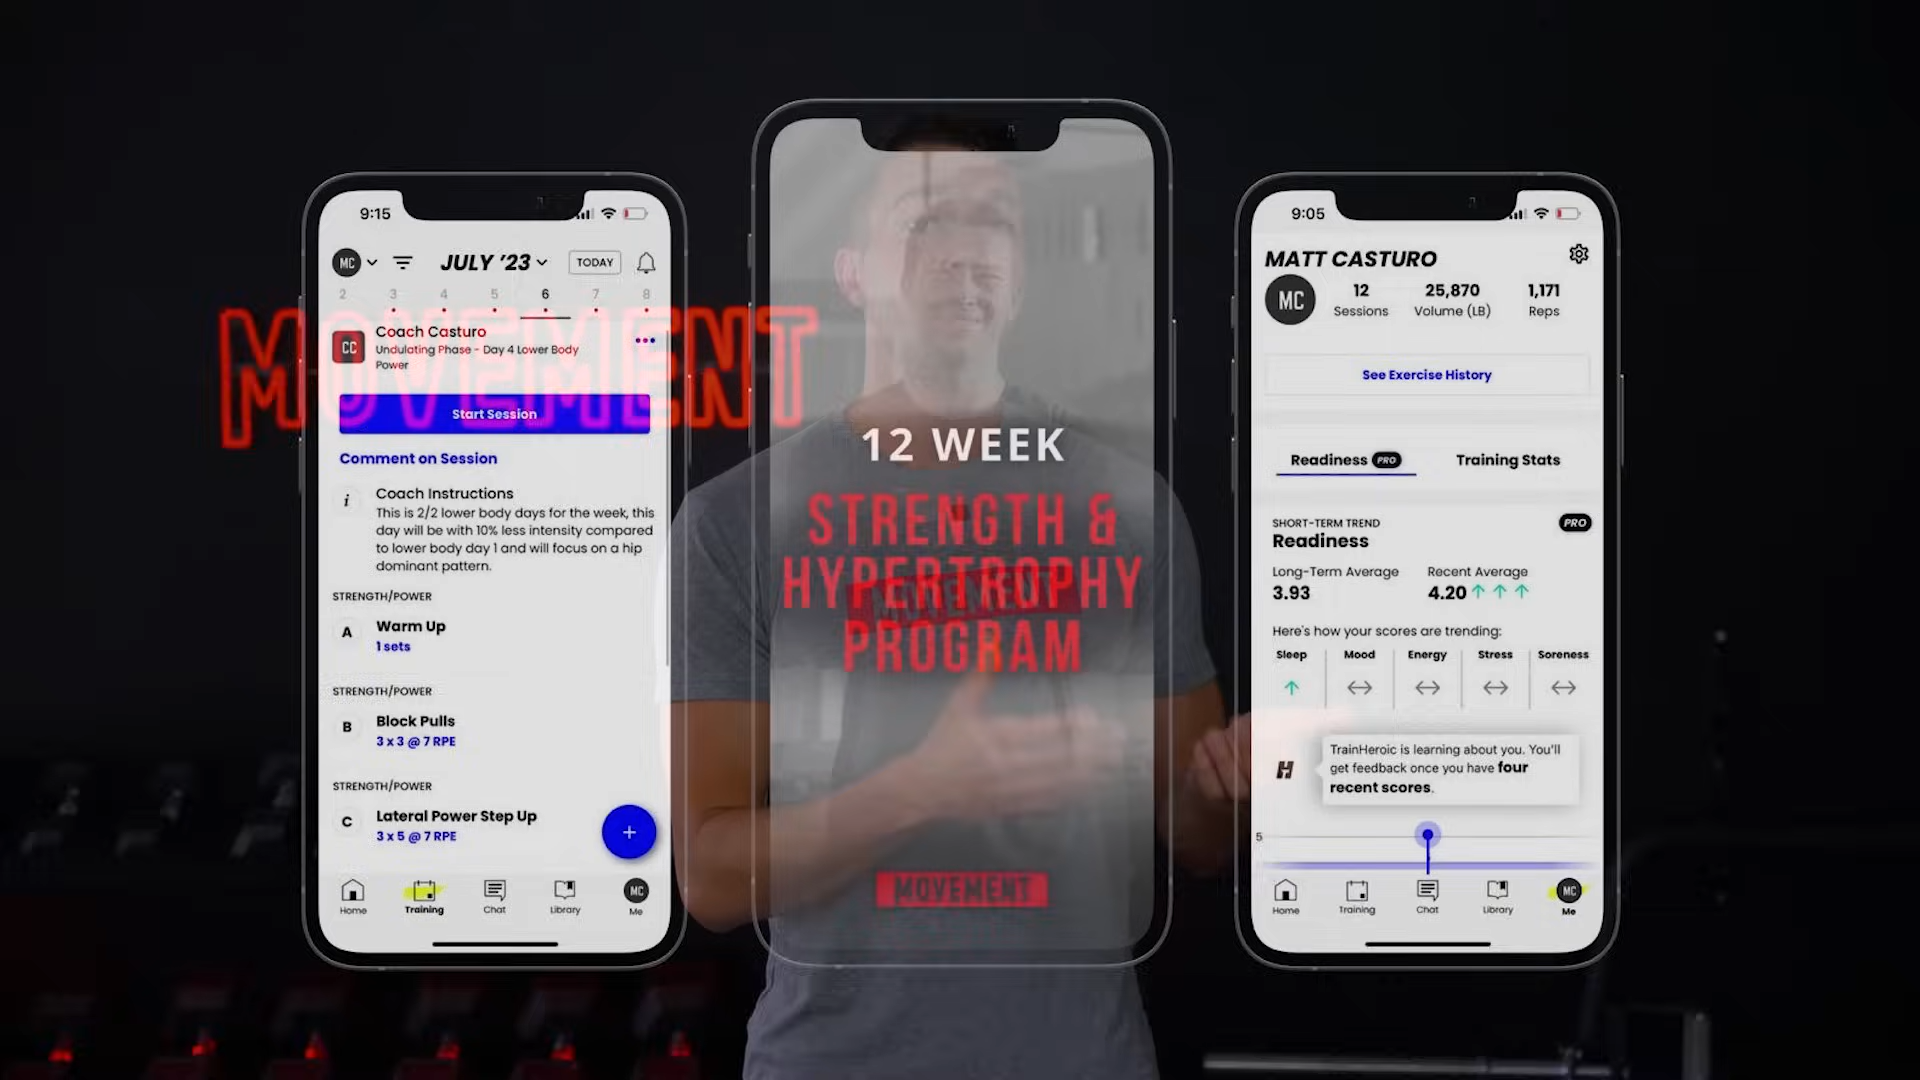 MOVEMENT
9:15
MC
JULY '23
TODAY
2 3 4 5 6 7 8
CC
Coach Casturo
Undulating Phase - Day 4 Lower Body
Power
Start Session
Comment on Session
i
Coach Instructions
This is 2/2 lower body days for the week, this
day will be with 10% less intensity compared
to lower body day 1 and will focus on a hip
dominant pattern.
STRENGTH/POWER
A
Warm Up
1 sets
STRENGTH/POWER
B
Block Pulls
3 x 3 @ 7 RPE
STRENGTH/POWER
C
Lateral Power Step Up
3 x 5 @ 7 RPE
+
Home
Training
Chat
Library
MC
Me
12 WEEK
STRENGTH &
HYPERTROPHY
PROGRAM
MOVEMENT
MOVEMENT
9:05
MATT CASTURO
MC
12
Sessions
25,870
Volume (LB)
1,171
Reps
See Exercise History
Readiness PRO
Training Stats
SHORT-TERM TREND
PRO
Readiness
Long-Term Average
3.93
Recent Average
4.20
Here's how your scores are trending:
Sleep Mood Energy Stress Soreness
TrainHeroic is learning about you. You'll
get feedback once you have four
recent scores.
5
Home
Training
Chat
Library
MC
Me